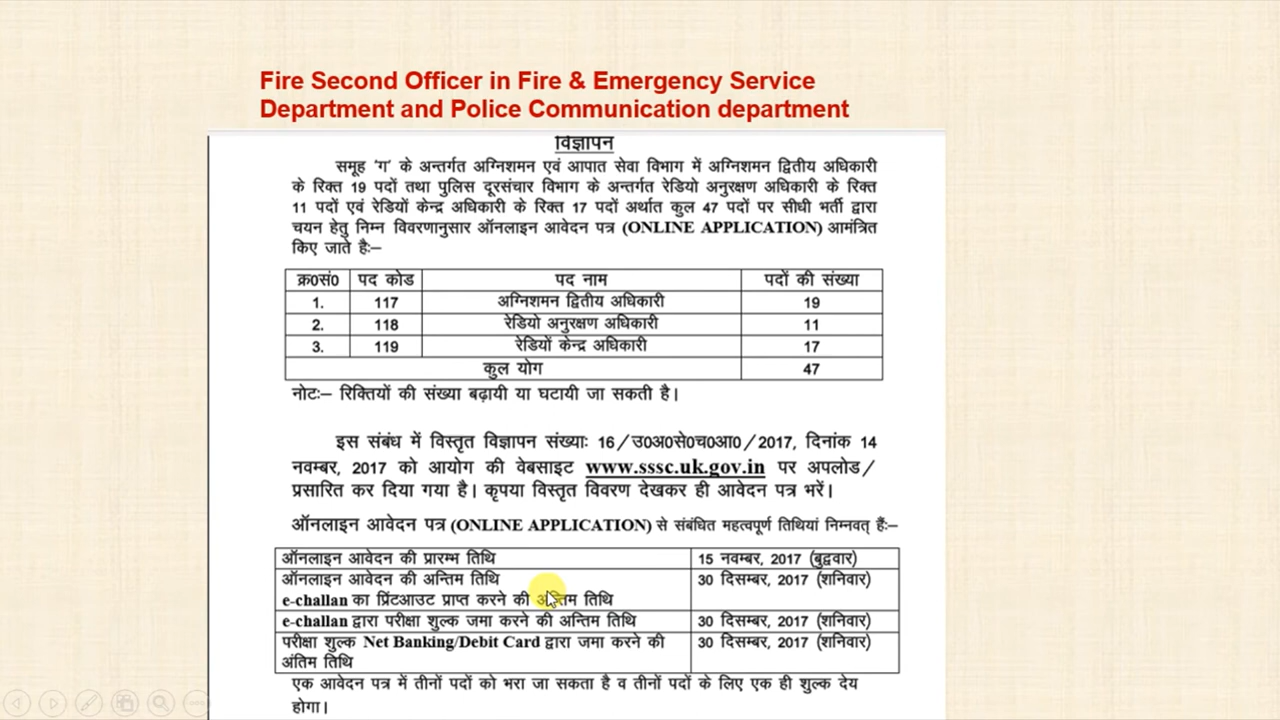 Fire Second Officer in Fire & Emergency Service
Department and Police Communication department
विज्ञापन
समूह 'ग' के अन्तर्गत अग्निशमन एवं आपात सेवा विभाग में अग्निशमन द्वितीय अधिकारी
के रिक्त 19 पदों तथा पुलिस दूरसंचार विभाग के अन्तर्गत रेडियो अनुरक्षण अधिकारी के रिक्त
11 पदों एवं रेडियों केन्द्र अधिकारी के रिक्त 17 पदों अर्थात कुल 47 पदों पर सीधी भर्ती द्वारा
चयन हेतु निम्न विवरणानुसार ऑनलाइन आवेदन पत्र (ONLINE APPLICATION) आमंत्रित
किए जाते हैः–
क्र0सं0 पद कोड पद नाम पदों की संख्या
1. 117 अग्निशमन द्वितीय अधिकारी 19
2. 118 रेडियो अनुरक्षण अधिकारी 11
3. 119 रेडियों केन्द्र अधिकारी 17
कुल योग 47
नोटः– रिक्तियों की संख्या बढ़ायी या घटायी जा सकती है।
इस संबंध में विस्तृत विज्ञापन संख्याः 16/उ0अ0से0च0आ0/2017, दिनांक 14
नवम्बर, 2017 को आयोग की वेबसाइट www.sssc.uk.gov.in पर अपलोड/
प्रसारित कर दिया गया है। कृपया विस्तृत विवरण देखकर ही आवेदन पत्र भरें।
ऑनलाइन आवेदन पत्र (ONLINE APPLICATION) से संबंधित महत्वपूर्ण तिथियां निम्नवत् हैंः–
ऑनलाइन आवेदन की प्रारम्भ तिथि 15 नवम्बर, 2017 (बुद्ववार)
ऑनलाइन आवेदन की अन्तिम तिथि 30 दिसम्बर, 2017 (शनिवार)
e-challan का प्रिंटआउट प्राप्त करने की अन्तिम तिथि
e-challan द्वारा परीक्षा शुल्क जमा करने की अन्तिम तिथि 30 दिसम्बर, 2017 (शनिवार)
परीक्षा शुल्क Net Banking/Debit Card द्वारा जमा करने की 30 दिसम्बर, 2017 (शनिवार)
अंतिम तिथि
एक आवेदन पत्र में तीनों पदों को भरा जा सकता है व तीनों पदों के लिए एक ही शुल्क देय
होगा।